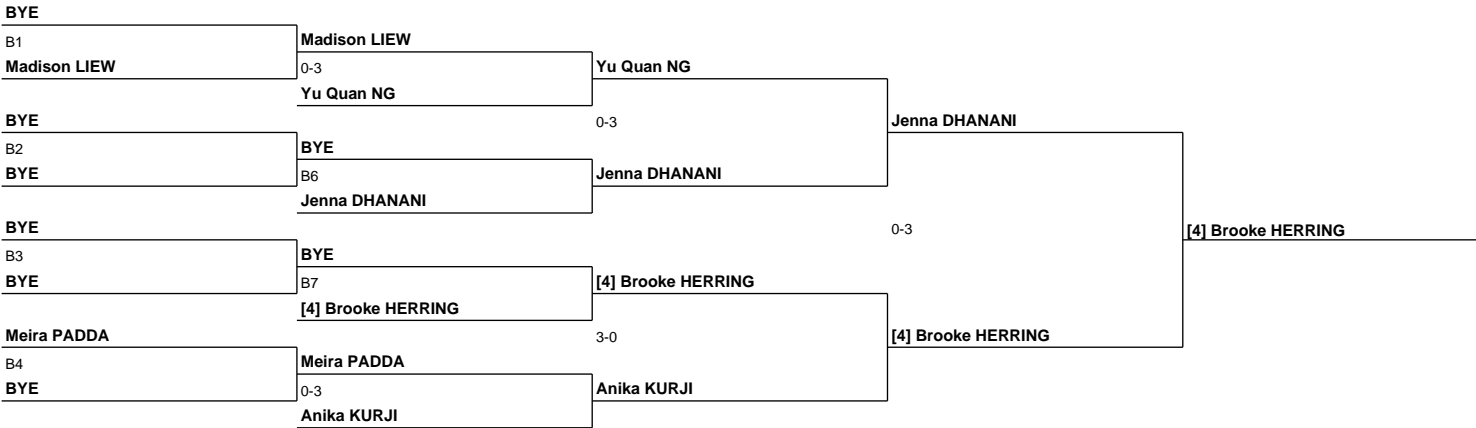 BYE
B1
Madison LIEW
BYE
B2
BYE
BYE
B3
BYE
Meira PADDA
B4
BYE
Madison LIEW
0-3
Yu Quan NG
BYE
B6
Jenna DHANANI
BYE
B7
[4] Brooke HERRING
Meira PADDA
0-3
Anika KURJI
Yu Quan NG
0-3
Jenna DHANANI
[4] Brooke HERRING
3-0
Anika KURJI
Jenna DHANANI
0-3
[4] Brooke HERRING
[4] Brooke HERRING